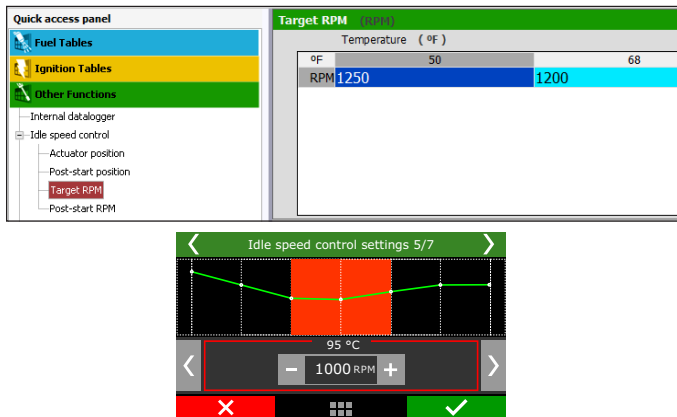 Quick access panel
Fuel Tables
Ignition Tables
Other Functions
Internal datalogger
Idle speed control
Actuator position
Post-start position
Target RPM
Post-start RPM
Target RPM (RPM)
Temperature (ºF)
ºF 50 68
RPM 1250 1200
Idle speed control settings 5/7
95 °C
1000 RPM